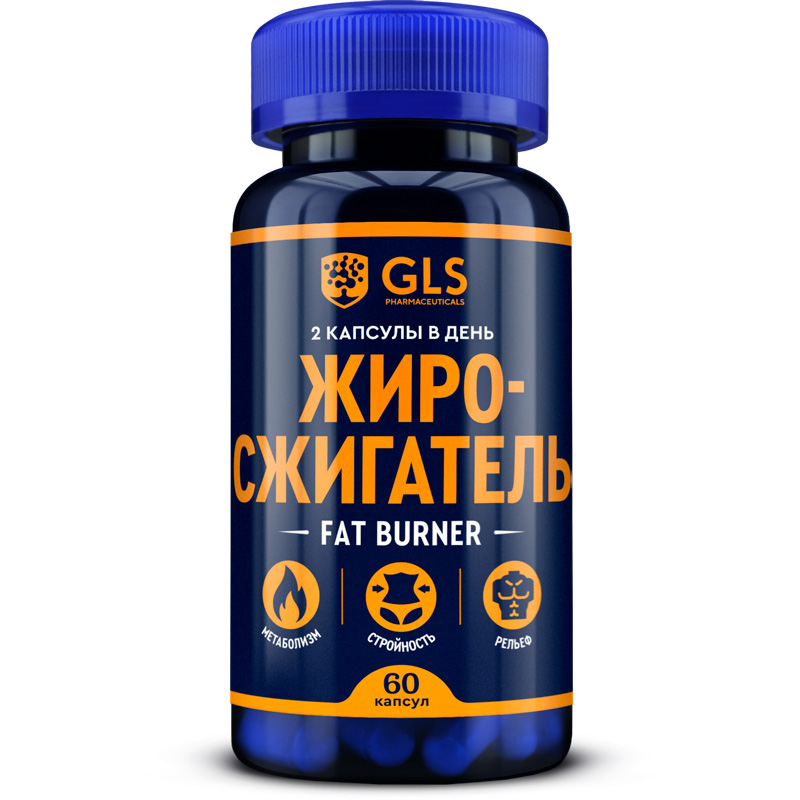 GLS
PHARMACEUTICALS
2 КАПСУЛЫ В ДЕНЬ
ЖИРО-
СЖИГАТЕЛЬ
FAT BURNER
МЕТАБОЛИЗМ
СТРОЙНОСТЬ
РЕЛЬЕФ
60
капсул